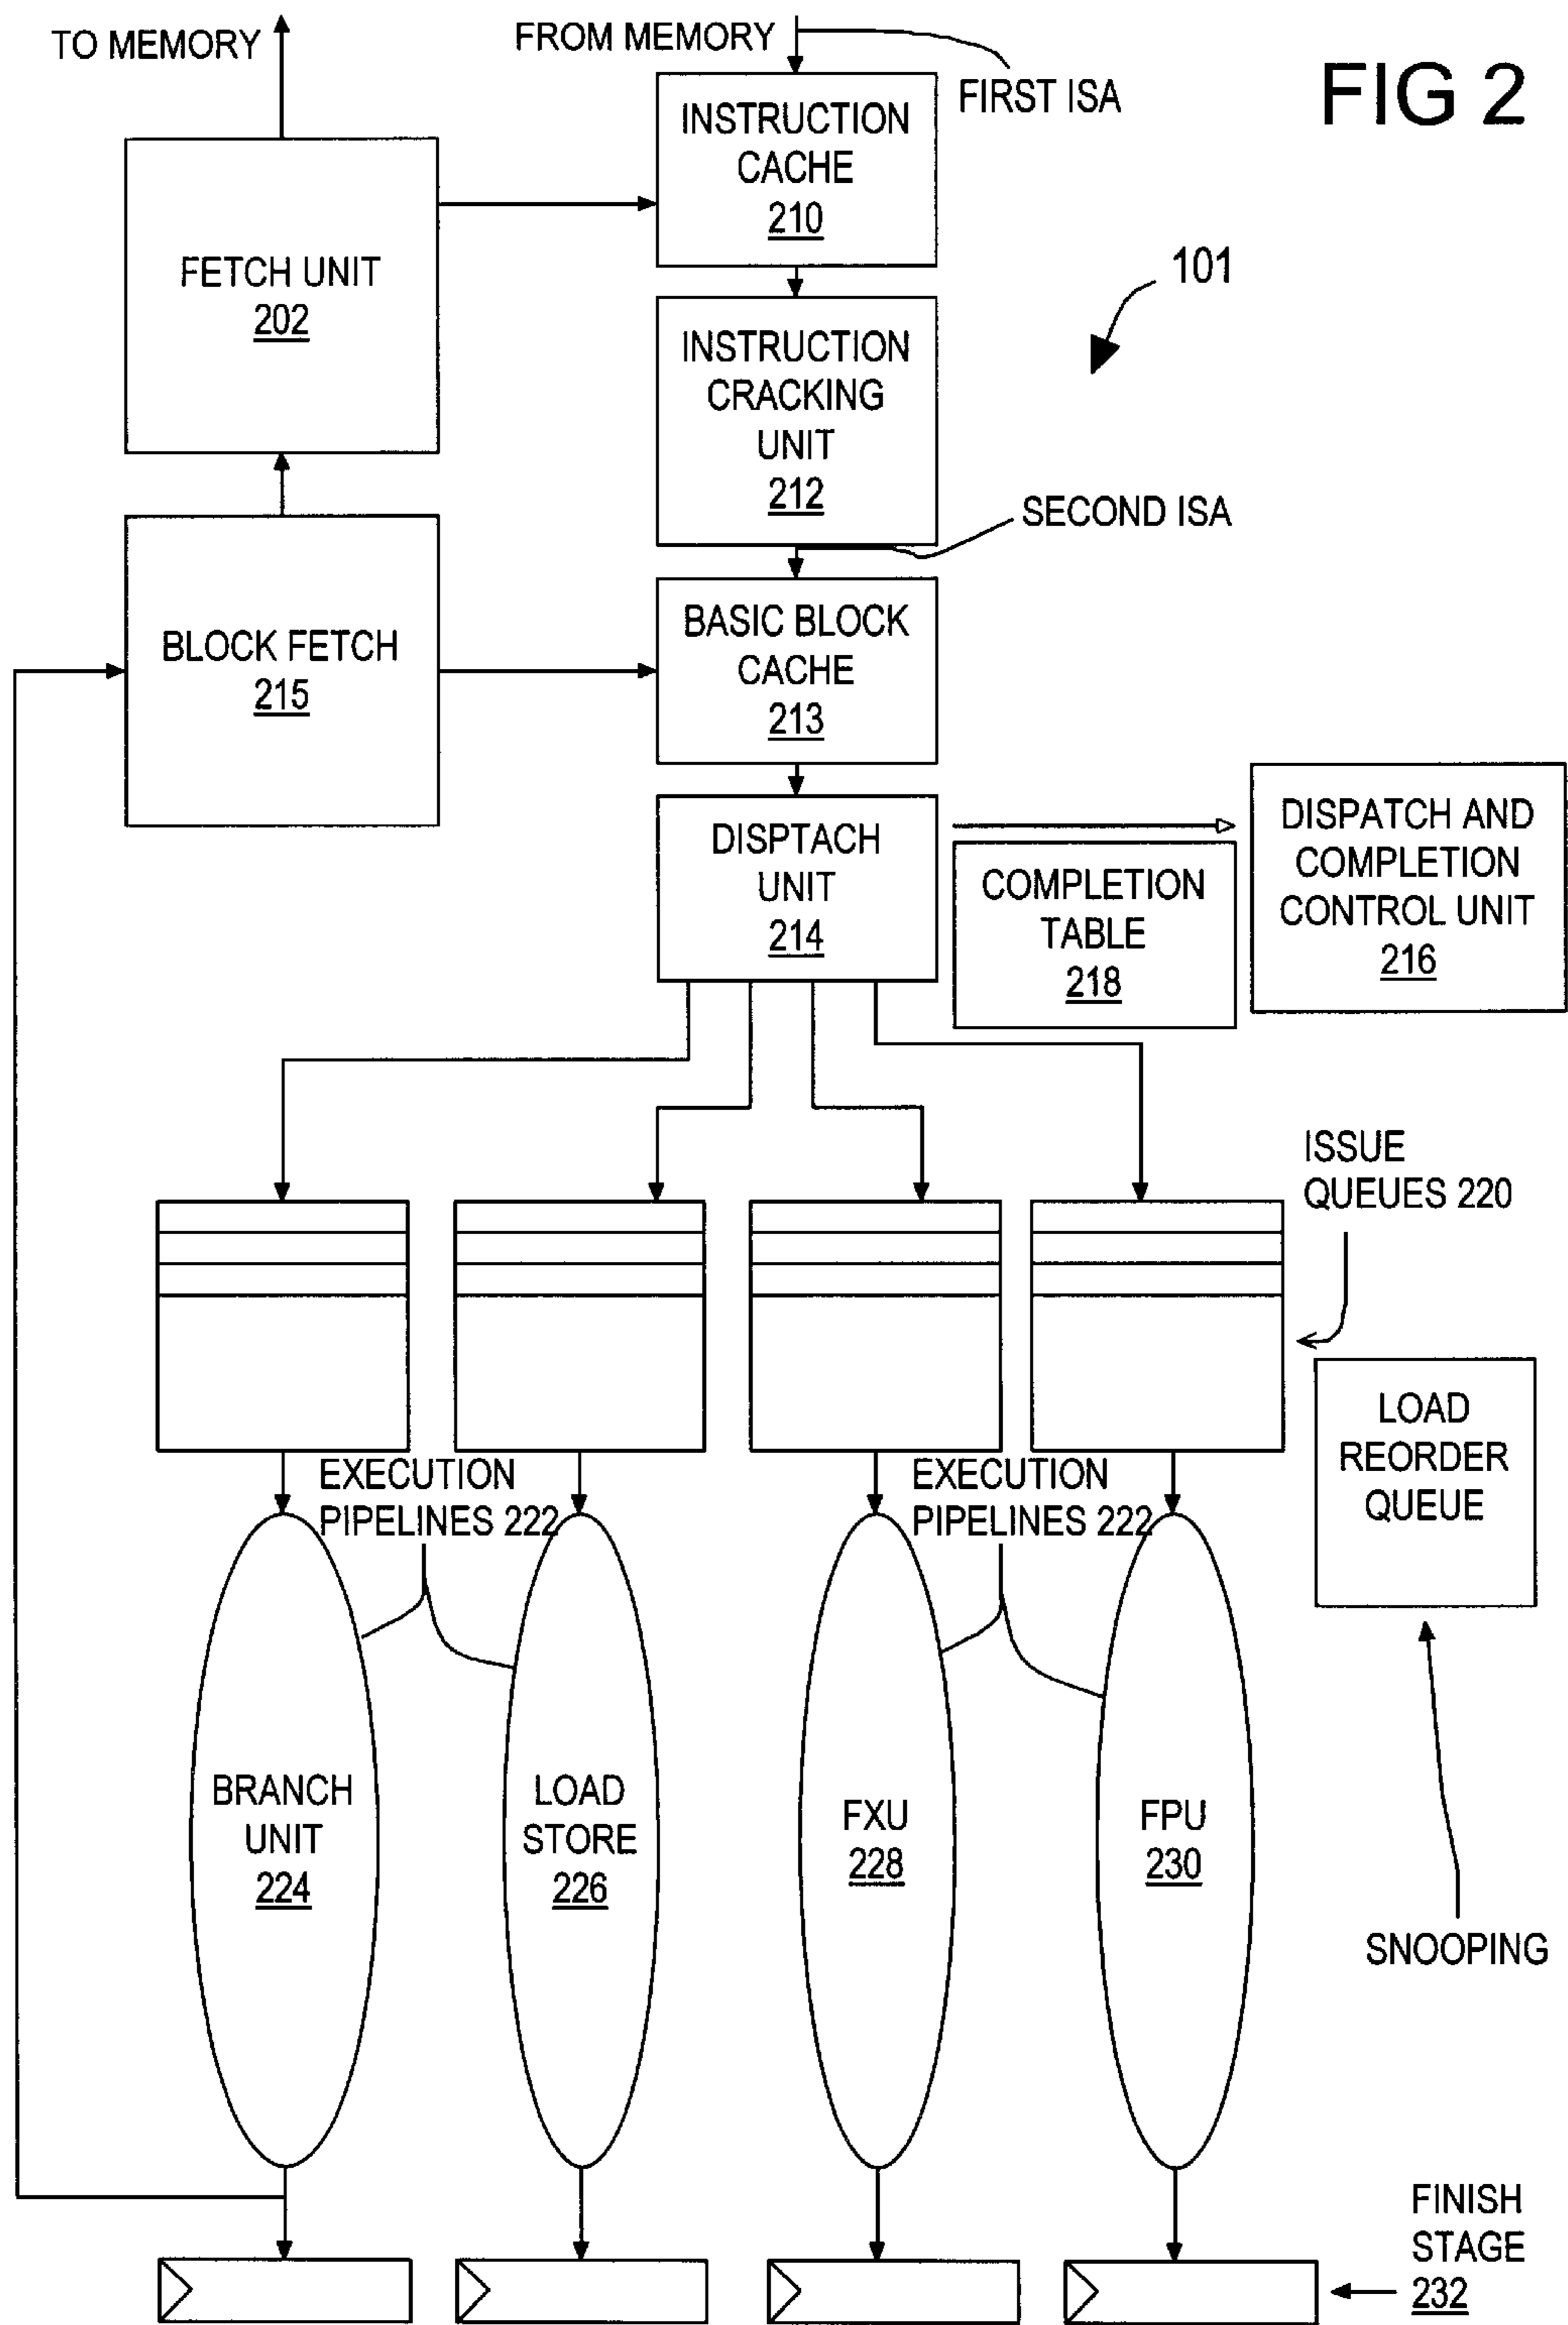 TO MEMORY
FROM MEMORY
FIRST ISA
FIG 2
INSTRUCTION
CACHE
210
FETCH UNIT
202
101
INSTRUCTION
CRACKING
UNIT
212
SECOND ISA
BLOCK FETCH
215
BASIC BLOCK
CACHE
213
DISPTACH
UNIT
214
COMPLETION
TABLE
218
DISPATCH AND
COMPLETION
CONTROL UNIT
216
ISSUE
QUEUES 220
EXECUTION
PIPELINES 222
EXECUTION
PIPELINES 222
LOAD
REORDER
QUEUE
BRANCH
UNIT
224
LOAD
STORE
226
FXU
228
FPU
230
SNOOPING
FINISH
STAGE
232